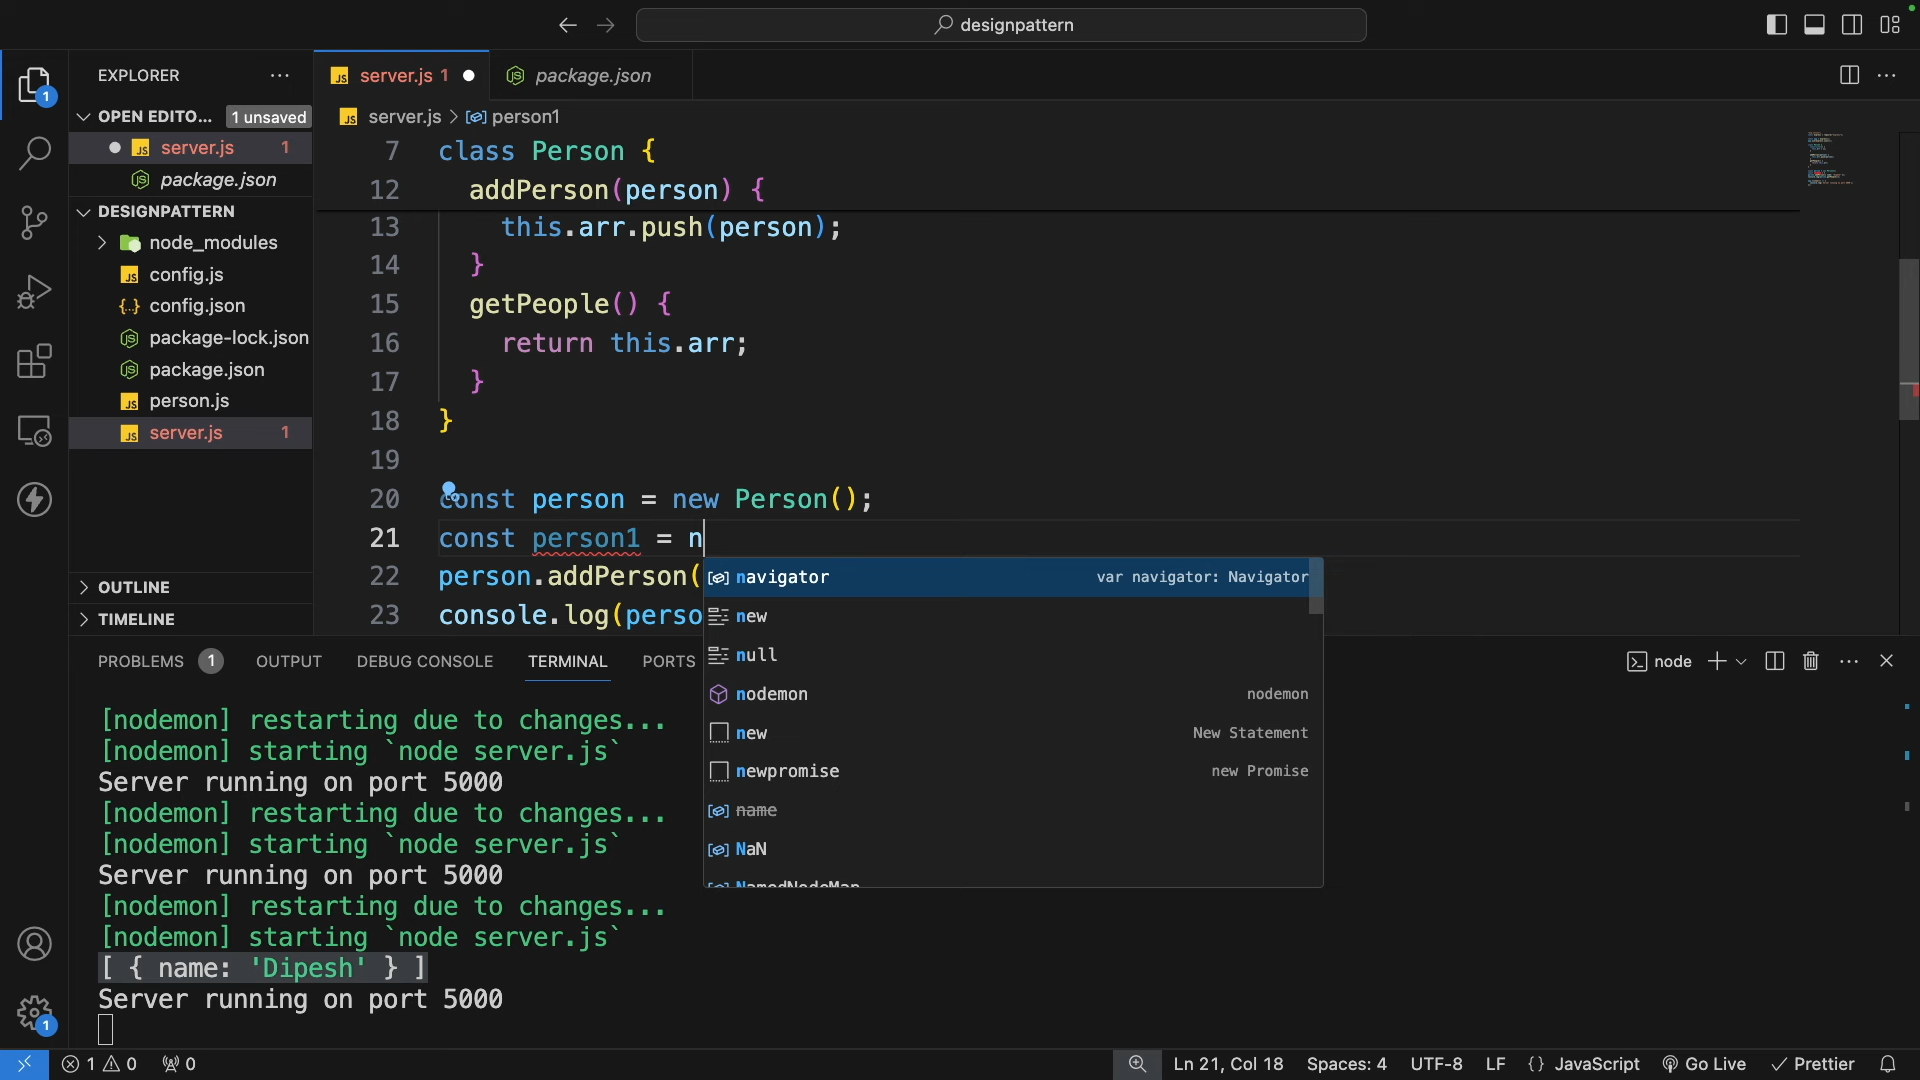 designpattern
EXPLORER
server.js 1
package.json
OPEN EDITO... 1 unsaved
server.js 1
package.json
DESIGNPATTERN
node_modules
config.js
config.json
package-lock.json
package.json
person.js
server.js 1
OUTLINE
TIMELINE
server.js > person1
7 class Person {
12 addPerson(person) {
13 this.arr.push(person);
14 }
15 getPeople() {
16 return this.arr;
17 }
18 }
19
20 const person = new Person();
21 const person1 = n
22 person.addPerson(
23 console.log(perso
navigator var navigator: Navigator
new
null
nodemon nodemon
new New Statement
newpromise new Promise
name
NaN
NamedNodeMap
PROBLEMS 1 OUTPUT DEBUG CONSOLE TERMINAL PORTS
node
[nodemon] restarting due to changes...
[nodemon] starting `node server.js`
Server running on port 5000
[nodemon] restarting due to changes...
[nodemon] starting `node server.js`
Server running on port 5000
[nodemon] restarting due to changes...
[nodemon] starting `node server.js`
[ { name: 'Dipesh' } ]
Server running on port 5000
1
1
1 0 0
Ln 21, Col 18 Spaces: 4 UTF-8 LF {} JavaScript Go Live Prettier